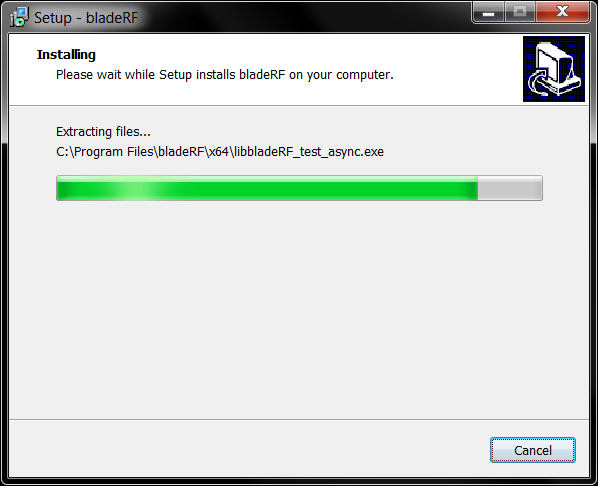 Setup - bladeRF
Installing
Please wait while Setup installs bladeRF on your computer.
Extracting files...
C:\Program Files\bladeRF\x64\libbladeRF_test_async.exe
Cancel